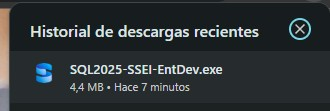 Historial de descargas recientes
SQL2025-SSEI-EntDev.exe
4,4 MB • Hace 7 minutos